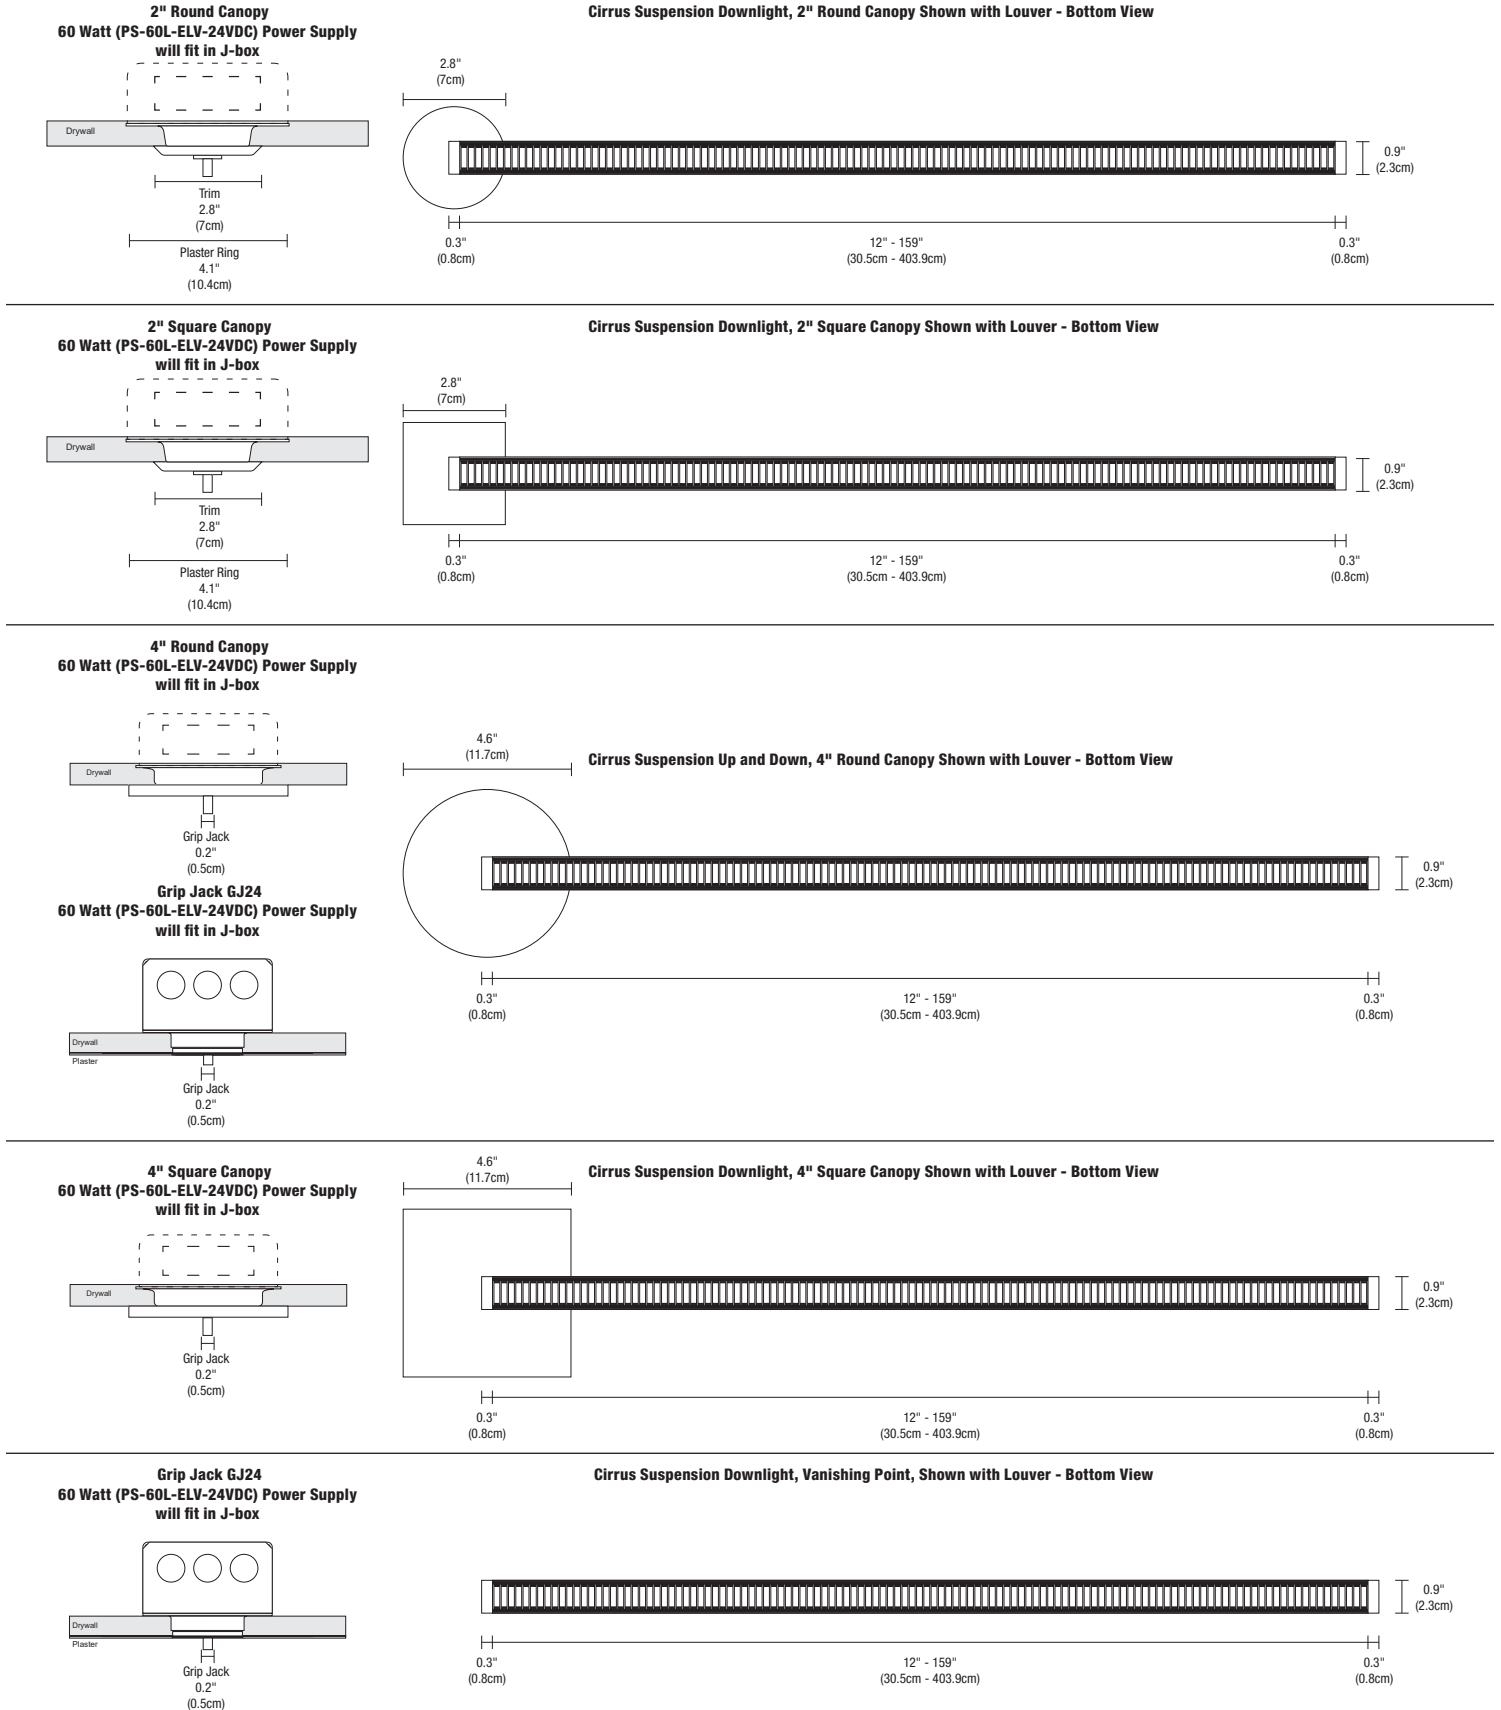 2" Round Canopy
60 Watt (PS-60L-ELV-24VDC) Power Supply
will fit in J-box
Drywall
Trim
2.8"
(7cm)
Plaster Ring
4.1"
(10.4cm)
Cirrus Suspension Downlight, 2" Round Canopy Shown with Louver - Bottom View
2.8"
(7cm)
0.9"
(2.3cm)
0.3"
(0.8cm)
12" - 159"
(30.5cm - 403.9cm)
0.3"
(0.8cm)
2" Square Canopy
60 Watt (PS-60L-ELV-24VDC) Power Supply
will fit in J-box
Drywall
Trim
2.8"
(7cm)
Plaster Ring
4.1"
(10.4cm)
Cirrus Suspension Downlight, 2" Square Canopy Shown with Louver - Bottom View
2.8"
(7cm)
0.9"
(2.3cm)
0.3"
(0.8cm)
12" - 159"
(30.5cm - 403.9cm)
0.3"
(0.8cm)
4" Round Canopy
60 Watt (PS-60L-ELV-24VDC) Power Supply
will fit in J-box
Drywall
Grip Jack
0.2"
(0.5cm)
Grip Jack GJ24
60 Watt (PS-60L-ELV-24VDC) Power Supply
will fit in J-box
Drywall
Plaster
Grip Jack
0.2"
(0.5cm)
4.6"
(11.7cm)
Cirrus Suspension Up and Down, 4" Round Canopy Shown with Louver - Bottom View
0.9"
(2.3cm)
0.3"
(0.8cm)
12" - 159"
(30.5cm - 403.9cm)
0.3"
(0.8cm)
4" Square Canopy
60 Watt (PS-60L-ELV-24VDC) Power Supply
will fit in J-box
Drywall
Grip Jack
0.2"
(0.5cm)
4.6"
(11.7cm)
Cirrus Suspension Downlight, 4" Square Canopy Shown with Louver - Bottom View
0.9"
(2.3cm)
0.3"
(0.8cm)
12" - 159"
(30.5cm - 403.9cm)
0.3"
(0.8cm)
Grip Jack GJ24
60 Watt (PS-60L-ELV-24VDC) Power Supply
will fit in J-box
Drywall
Plaster
Grip Jack
0.2"
(0.5cm)
Cirrus Suspension Downlight, Vanishing Point, Shown with Louver - Bottom View
0.9"
(2.3cm)
0.3"
(0.8cm)
12" - 159"
(30.5cm - 403.9cm)
0.3"
(0.8cm)